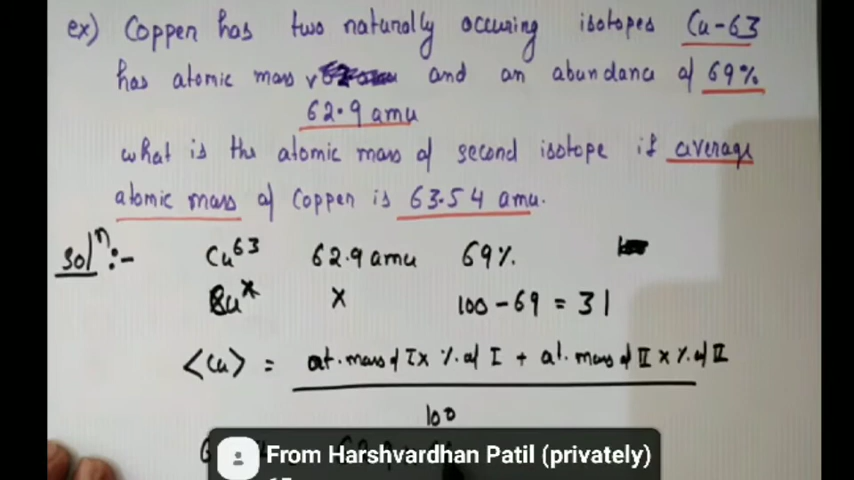 ex) Copper has two naturally occuring isotopes Cu-63
has atomic mass and an abundance of 69%
62.9 amu
what is the atomic mass of second isotope if average
atomic mass of Copper is 63.54 amu.
Solⁿ:-
Cu⁶³ 62.9 amu 69%.
x 100-69 = 31
<Cu> = at. mass of I x %. of I + at. mass of II x %. of II
100
From Harshvardhan Patil (privately)